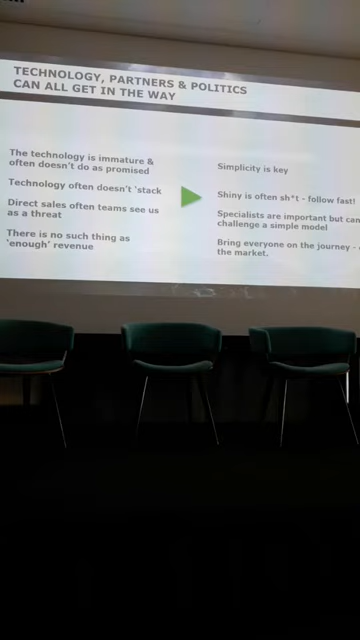 TECHNOLOGY, PARTNERS & POLITICS
CAN ALL GET IN THE WAY
The technology is immature &
often doesn't do as promised
Technology often doesn't 'stack
Direct sales often teams see us
as a threat
There is no such thing as
'enough' revenue
Simplicity is key
Shiny is often sh*t - follow fast!
Specialists are important but can
challenge a simple model
Bring everyone on the journey -
the market.